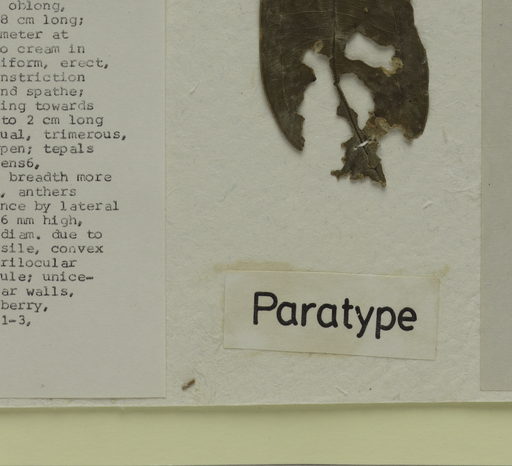 oblong,
8 cm long;
meter at
o cream in
iform, erect,
nstriction
nd spathe;
ing towards
to 2 cm long
ual, trimerous,
pen; tepals
ens6,
breadth more
, anthers
nce by lateral
6 mm high,
diam. due to
sile, convex
rilocular
ule; unice-
ar walls,
berry,
1-3,
Paratype